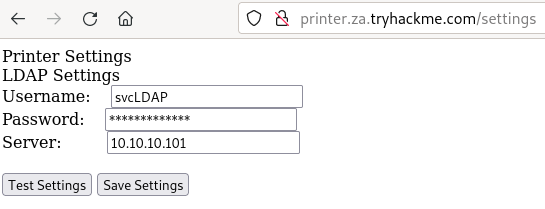 printer.za.tryhackme.com/settings
Printer Settings
LDAP Settings
Username: svcLDAP
Password: *************
Server: 10.10.10.101
Test Settings Save Settings